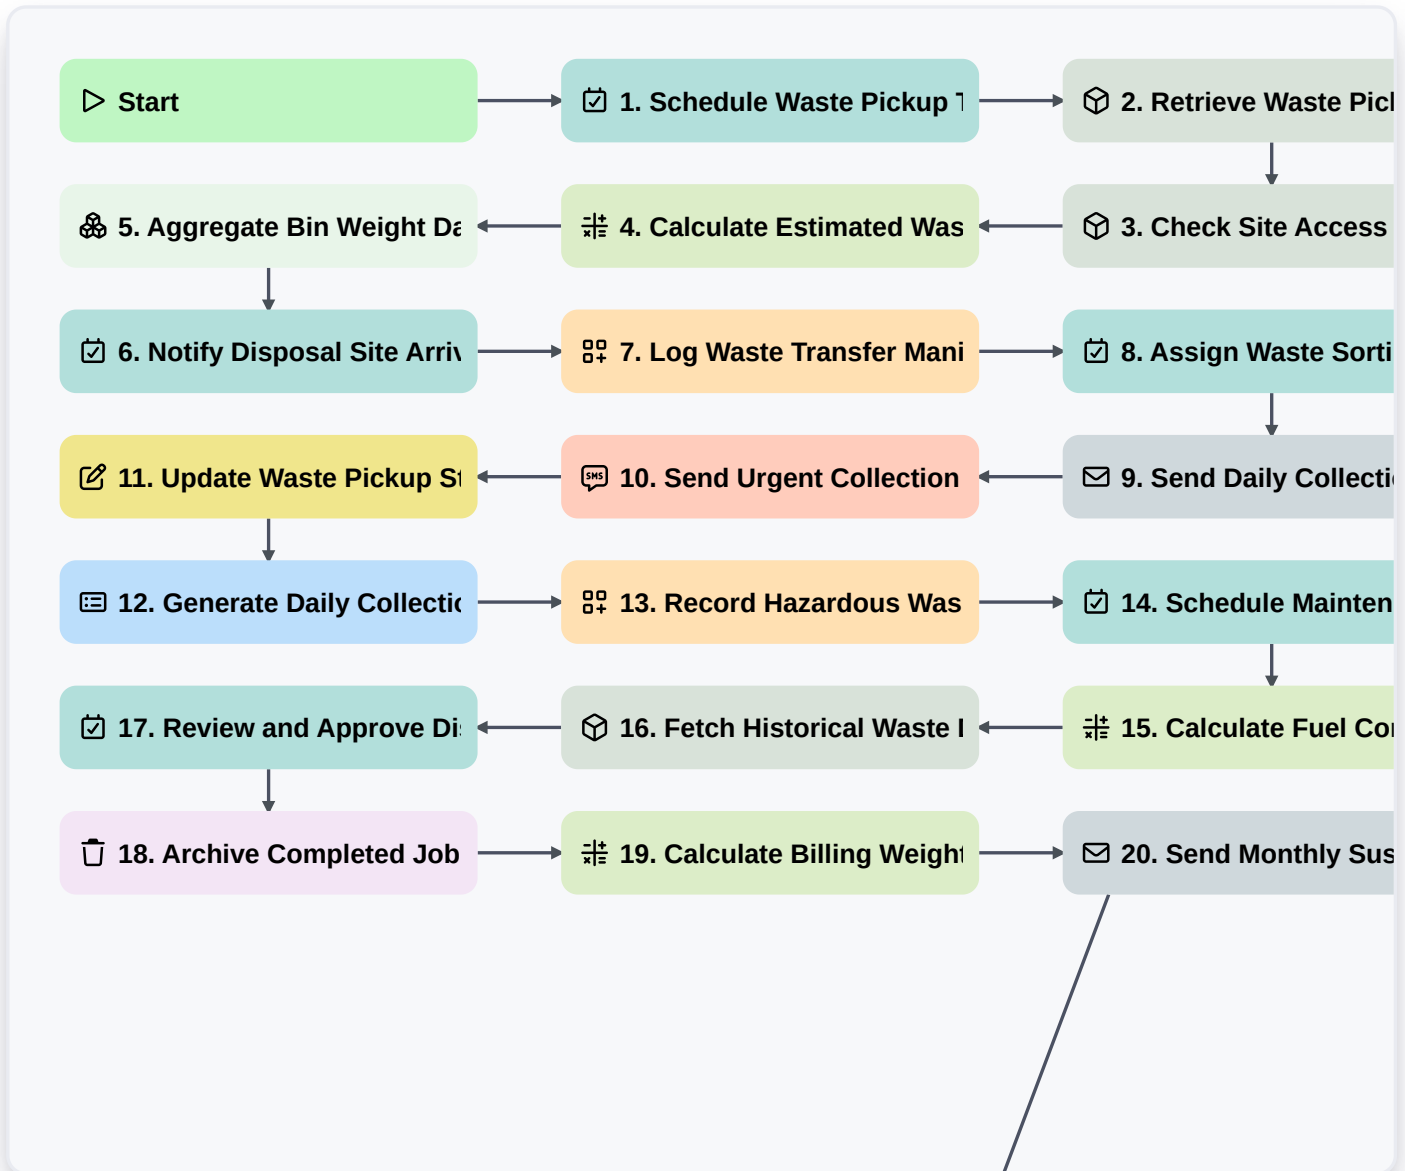 Start
1. Schedule Waste Pickup T
2. Retrieve Waste Pick
5. Aggregate Bin Weight Da
4. Calculate Estimated Was
3. Check Site Access
6. Notify Disposal Site Arriv
7. Log Waste Transfer Mani
8. Assign Waste Sorti
11. Update Waste Pickup St
SMS
10. Send Urgent Collection
9. Send Daily Collecti
12. Generate Daily Collectio
13. Record Hazardous Was
14. Schedule Mainten
17. Review and Approve Dis
16. Fetch Historical Waste
15. Calculate Fuel Con
18. Archive Completed Job
19. Calculate Billing Weight
20. Send Monthly Sus